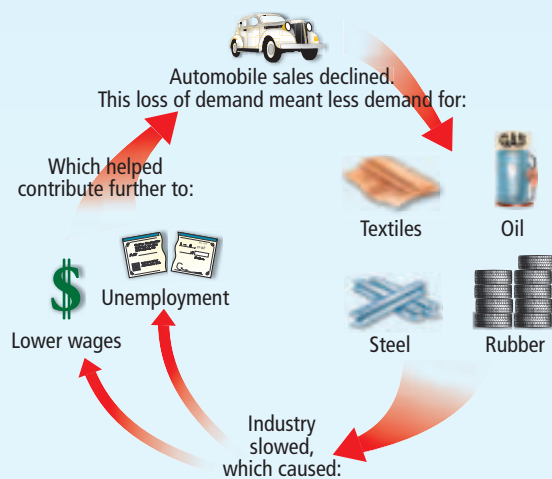 Automobile sales declined.
This loss of demand meant less demand for:
GAS
Textiles
Oil
Steel
Rubber
Industry
slowed,
which caused:
Lower wages
$
Unemployment
Which helped
contribute further to: